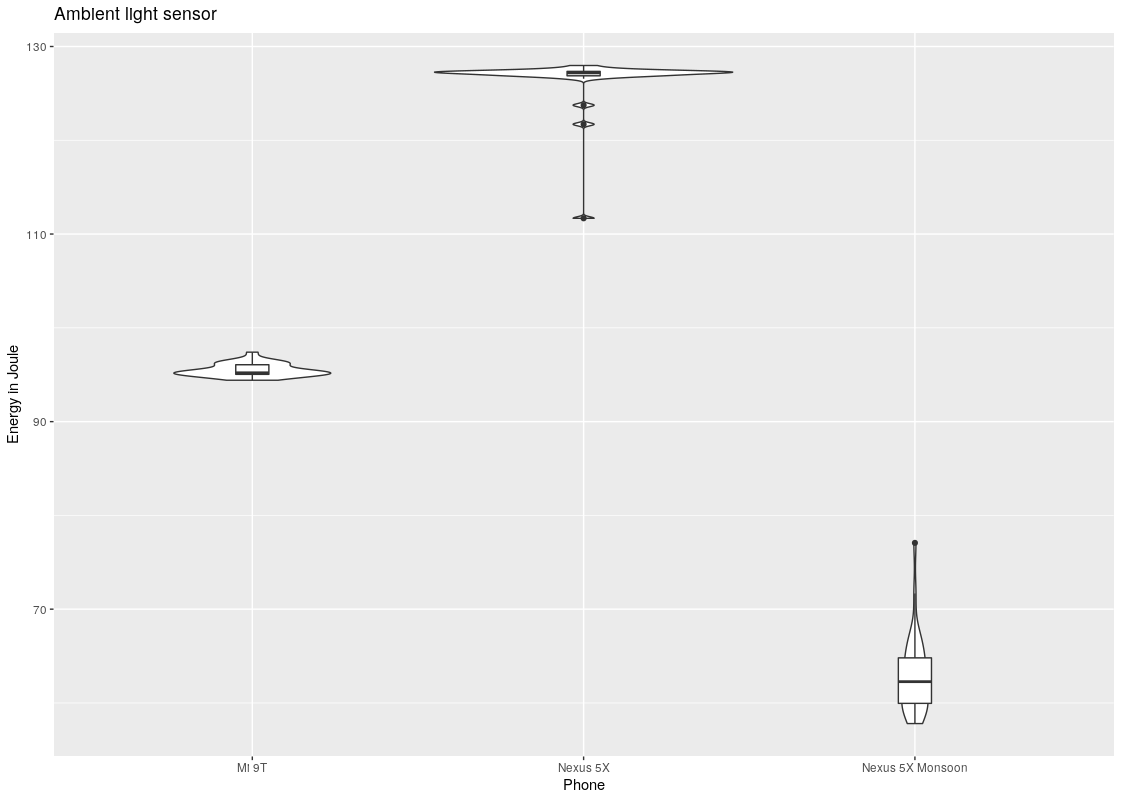 Ambient light sensor
130
110
90
70
Energy in Joule
Mi 9T
Nexus 5X
Nexus 5X Monsoon
Phone